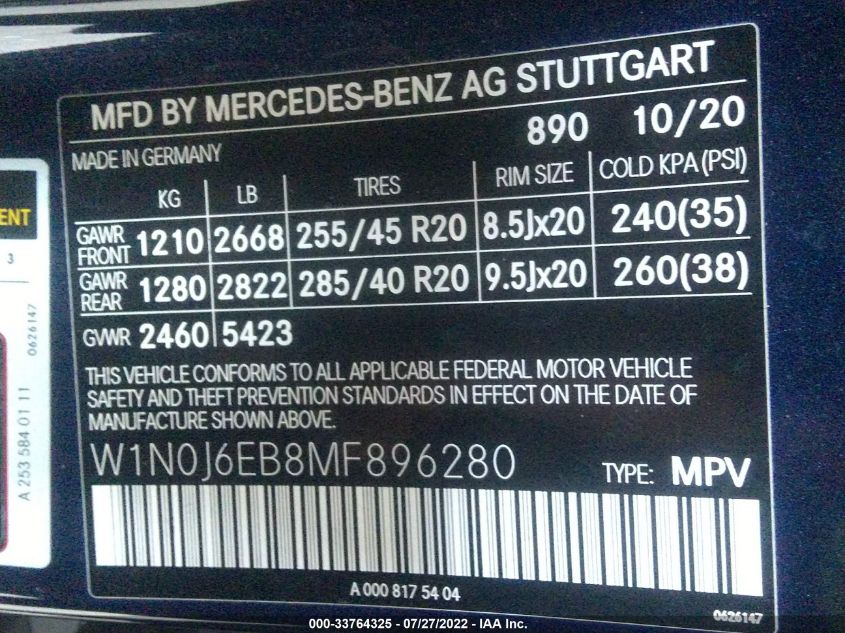 MFD BY MERCEDES-BENZ AG STUTTGART
890 10/20
MADE IN GERMANY
KG LB TIRES RIM SIZE COLD KPA (PSI)
GAWR FRONT 1210 2668 255/45 R20 8.5Jx20 240(35)
GAWR REAR 1280 2822 285/40 R20 9.5Jx20 260(38)
GVWR 2460 5423
THIS VEHICLE CONFORMS TO ALL APPLICABLE FEDERAL MOTOR VEHICLE
SAFETY AND THEFT PREVENTION STANDARDS IN EFFECT ON THE DATE OF
MANUFACTURE SHOWN ABOVE.
W1N0J6EB8MF896280 TYPE: MPV
A 000 817 54 04
0626147
ENT
3
0626147
A 253 584 01 11
000-33764325 - 07/27/2022 - IAA Inc.